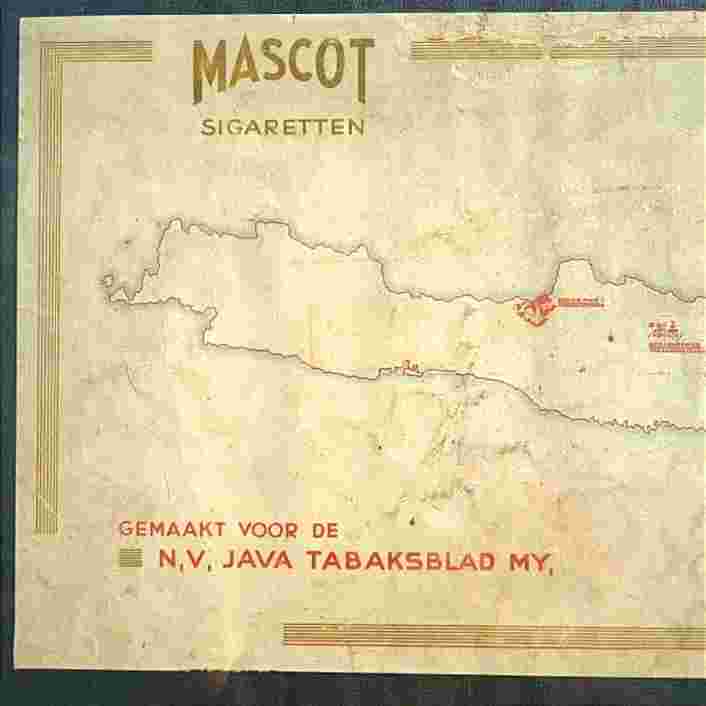 MASCOT
SIGARETTEN
GEMAAKT VOOR DE
N,V, JAVA TABAKSBLAD MY,